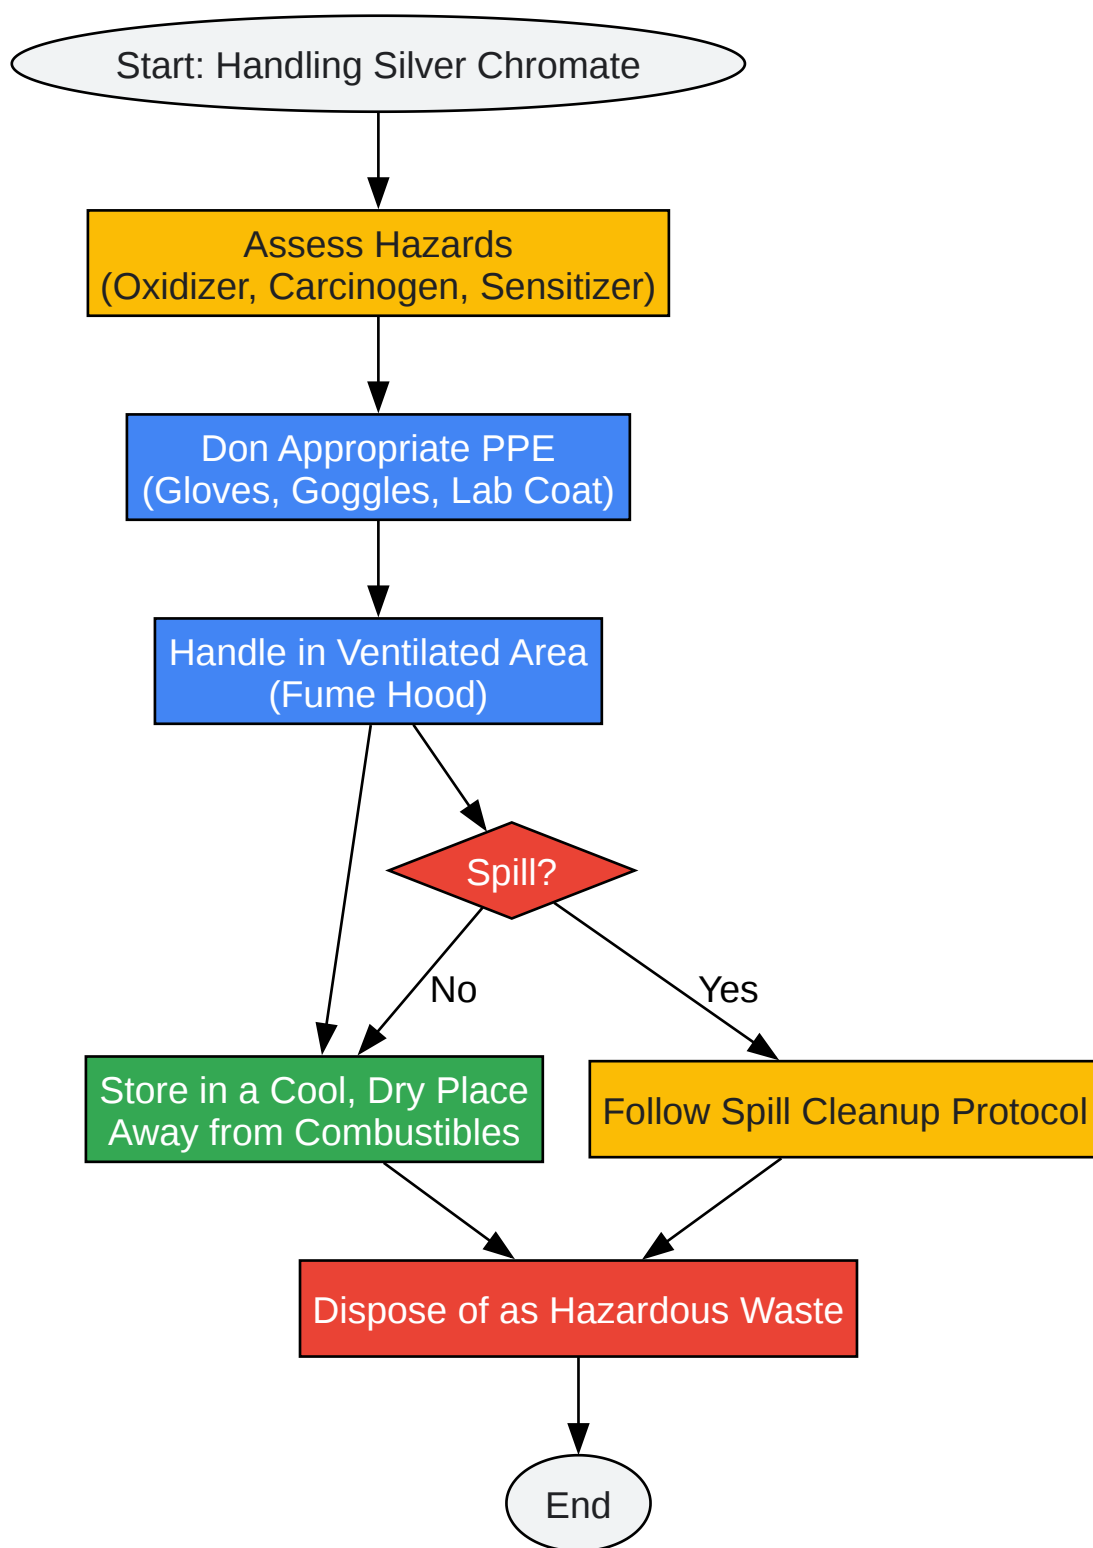 Start: Handling Silver Chromate
Assess Hazards
(Oxidizer, Carcinogen, Sensitizer)
Don Appropriate PPE
(Gloves, Goggles, Lab Coat)
Handle in Ventilated Area
(Fume Hood)
Spill?
No
Yes
Store in a Cool, Dry Place
Away from Combustibles
Follow Spill Cleanup Protocol
Dispose of as Hazardous Waste
End